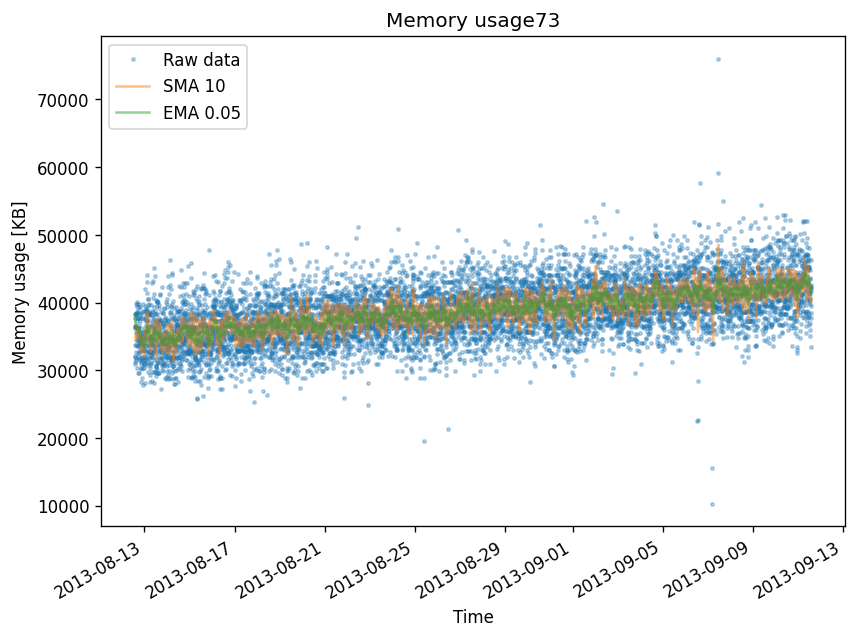 Memory usage73
Raw data
SMA 10
EMA 0.05
Memory usage [KB]
70000
60000
50000
40000
30000
20000
10000
2013-08-13
2013-08-17
2013-08-21
2013-08-25
2013-08-29
2013-09-01
2013-09-05
2013-09-09
2013-09-13
Time